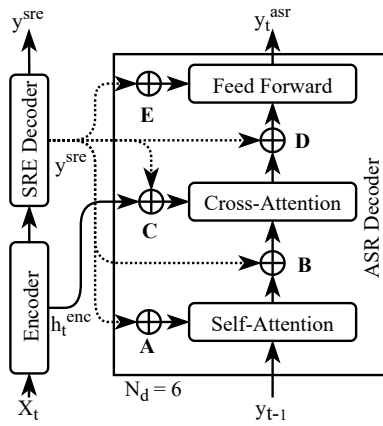 y^sre
y_t^asr
SRE Decoder
y^sre
Encoder
h_t^enc
X_t
Feed Forward
E
D
Cross-Attention
C
B
Self-Attention
A
ASR Decoder
N_d = 6
y_t-1